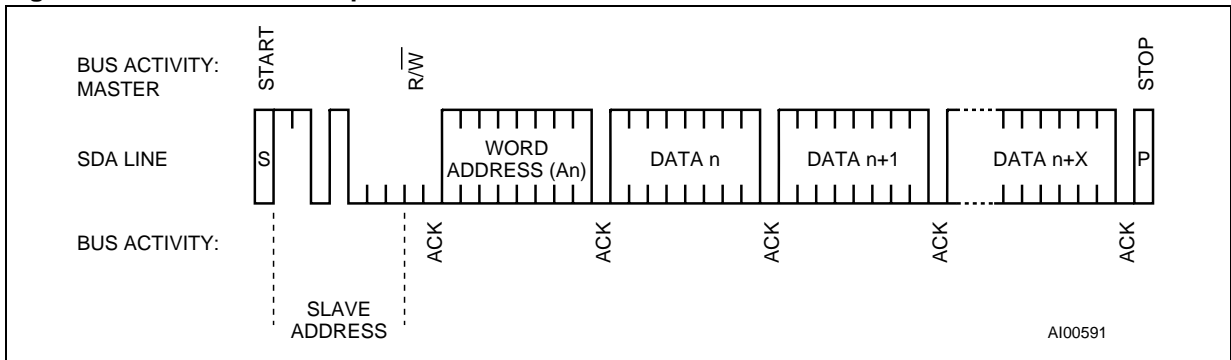 START
R/W
STOP
BUS ACTIVITY:
MASTER
SDA LINE
S
WORD
ADDRESS (An)
DATA n
DATA n+1
DATA n+X
P
BUS ACTIVITY:
ACK
ACK
ACK
ACK
ACK
SLAVE
ADDRESS
AI00591